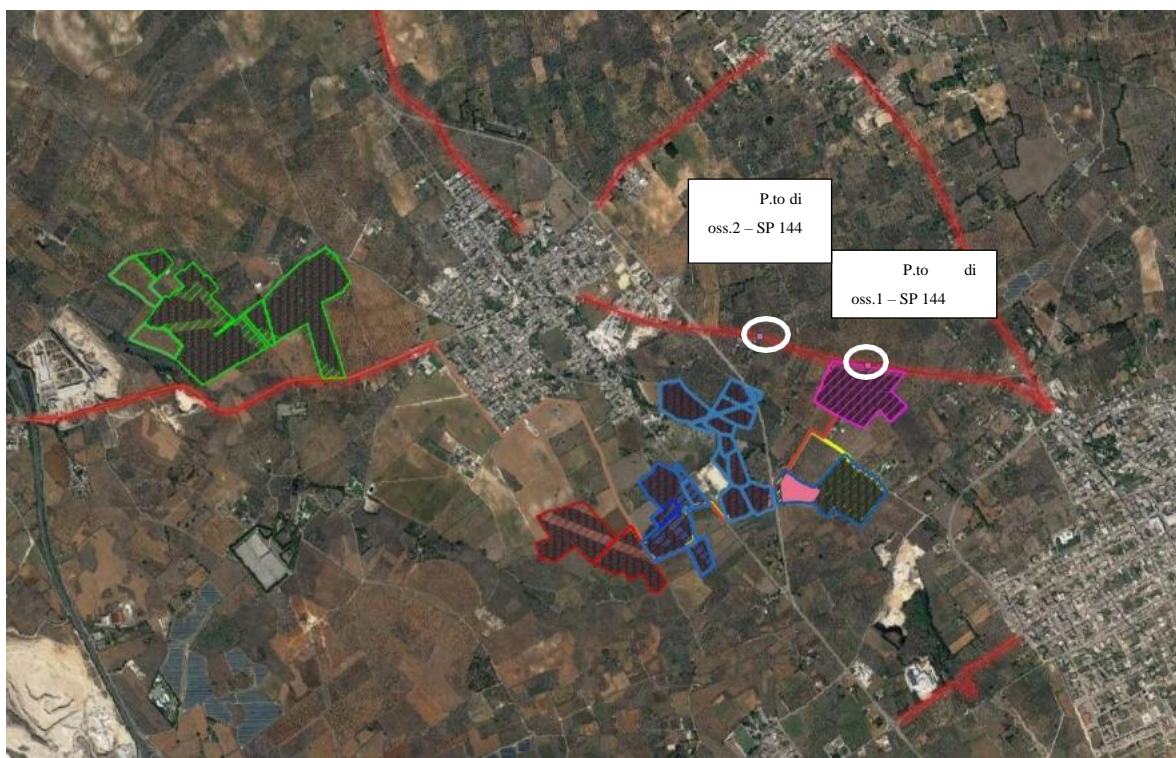 P.to di
oss.2 – SP 144
P.to di
oss.1 – SP 144